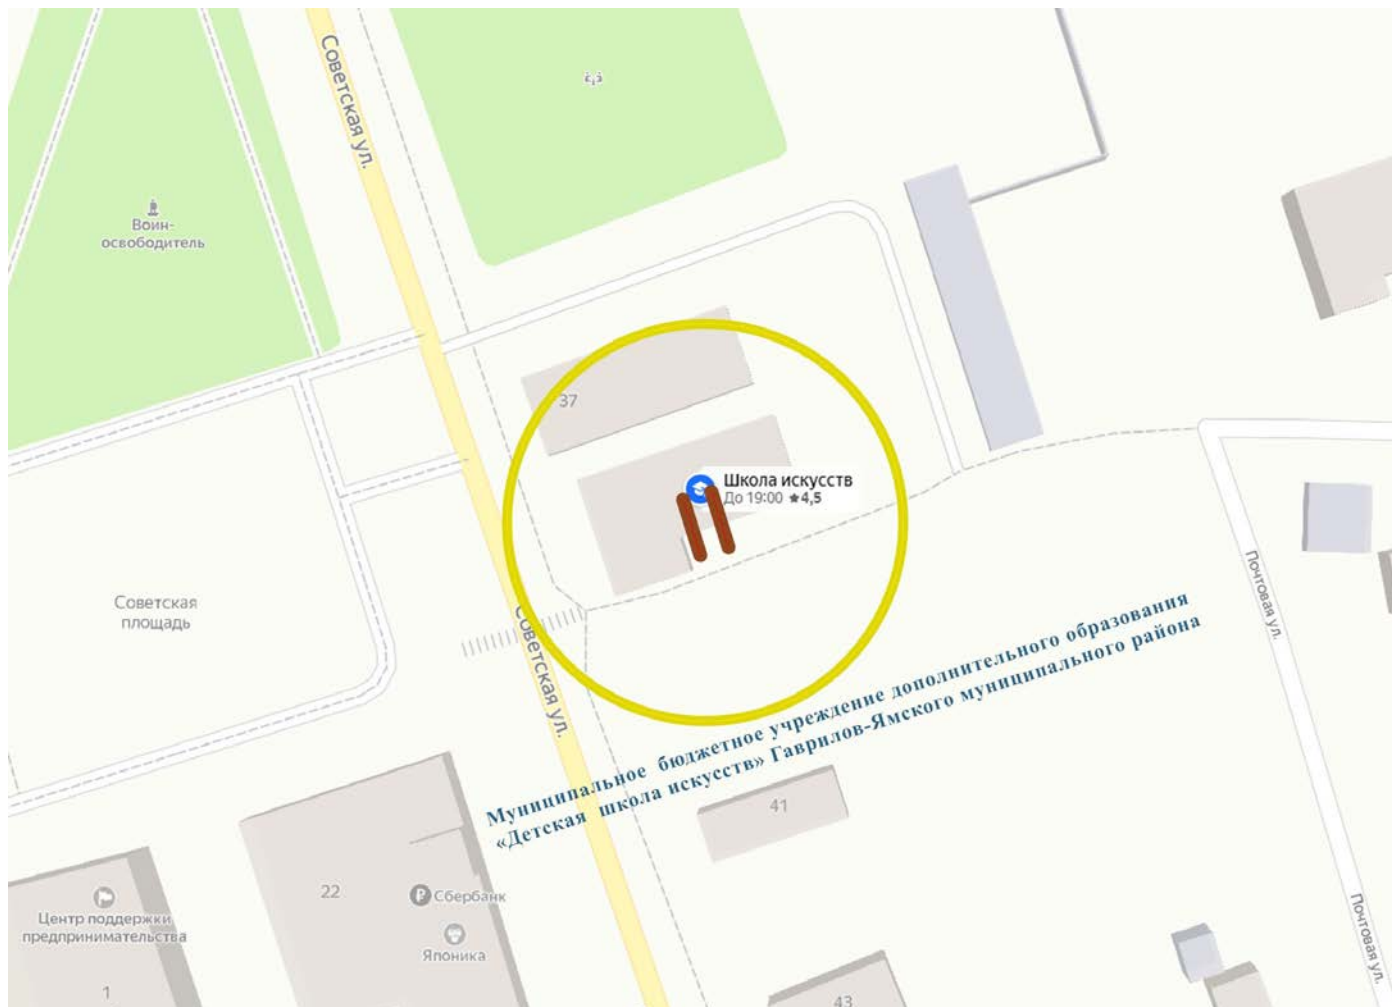 Советская ул.
Воин-
освободитель
37
Школа искусств
До 19:00 ★4,5
Советская
площадь
Советская ул.
Почтовая ул.
Муниципальное бюджетное учреждение дополнительного образования
«Детская школа искусств» Гаврилов-Ямского муниципального района
41
22
Сбербанк
Японика
Центр поддержки
предпринимательства
1
43
Почтовая ул.